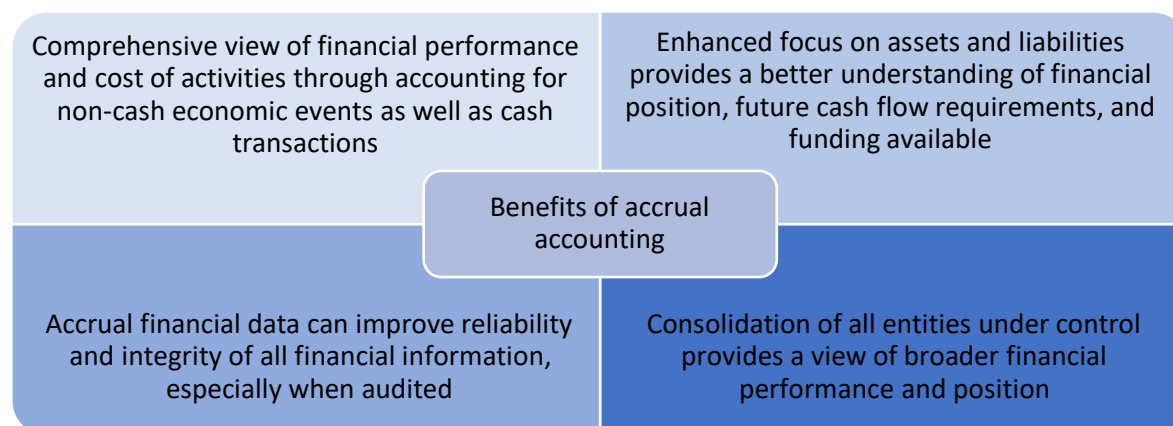 Comprehensive view of financial performance
and cost of activities through accounting for
non-cash economic events as well as cash
transactions
Enhanced focus on assets and liabilities
provides a better understanding of financial
position, future cash flow requirements, and
funding available
Benefits of accrual
accounting
Accrual financial data can improve reliability
and integrity of all financial information,
especially when audited
Consolidation of all entities under control
provides a view of broader financial
performance and position